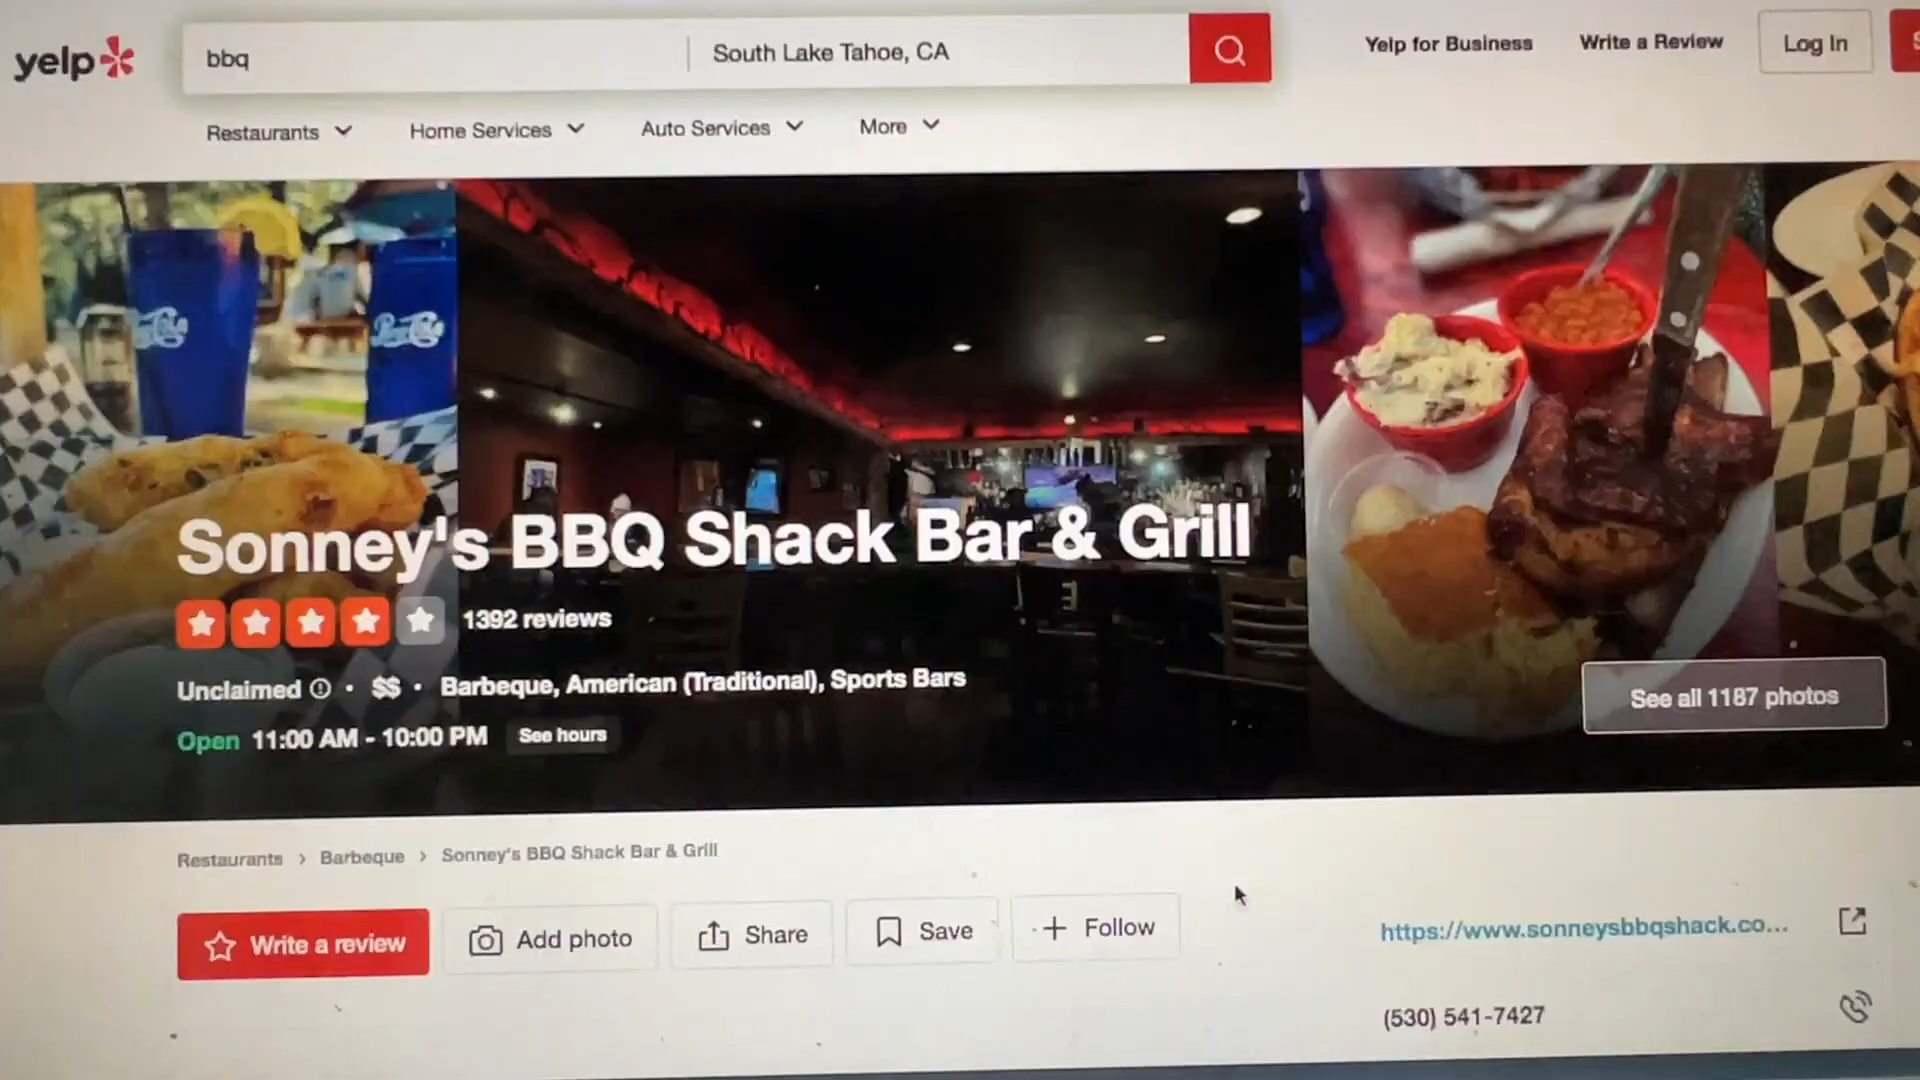 yelp
bbq
South Lake Tahoe, CA
Yelp for Business
Write a Review
Log In
Restaurants
Home Services
Auto Services
More
Sonney's BBQ Shack Bar & Grill
1392 reviews
Unclaimed · $$ · Barbeque, American (Traditional), Sports Bars
Open 11:00 AM - 10:00 PM See hours
See all 1187 photos
Restaurants > Barbeque > Sonney's BBQ Shack Bar & Grill
Write a review
Add photo
Share
Save
Follow
https://www.sonneysbbqshack.co...
(530) 541-7427